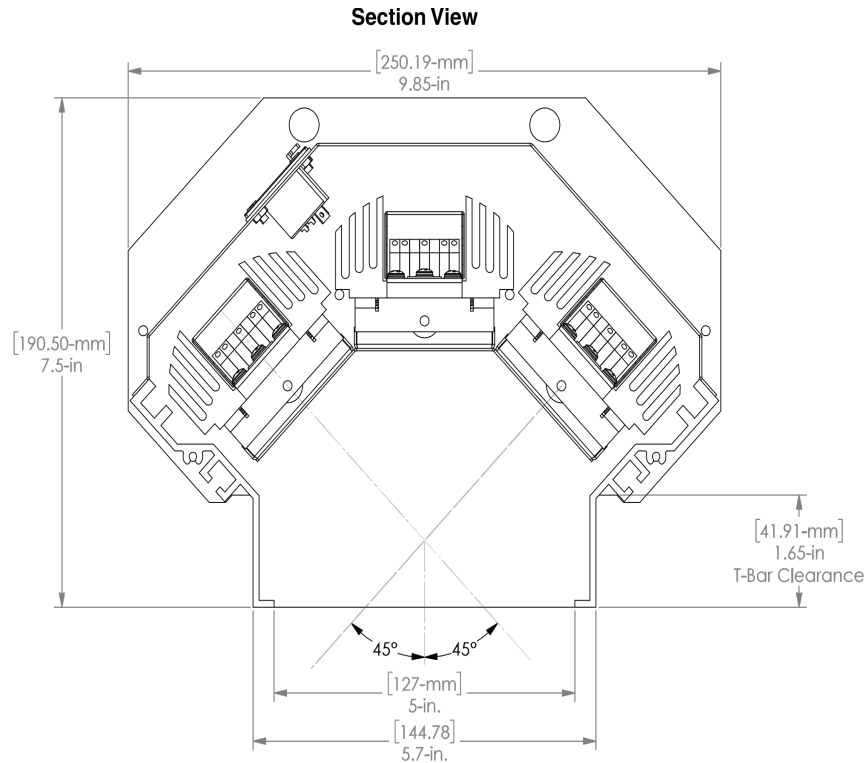 Section View
[250.19-mm]
9.85-in
[190.50-mm]
7.5-in
[41.91-mm]
1.65-in
T-Bar Clearance
45°
45°
[127-mm]
5-in.
[144.78]
5.7-in.